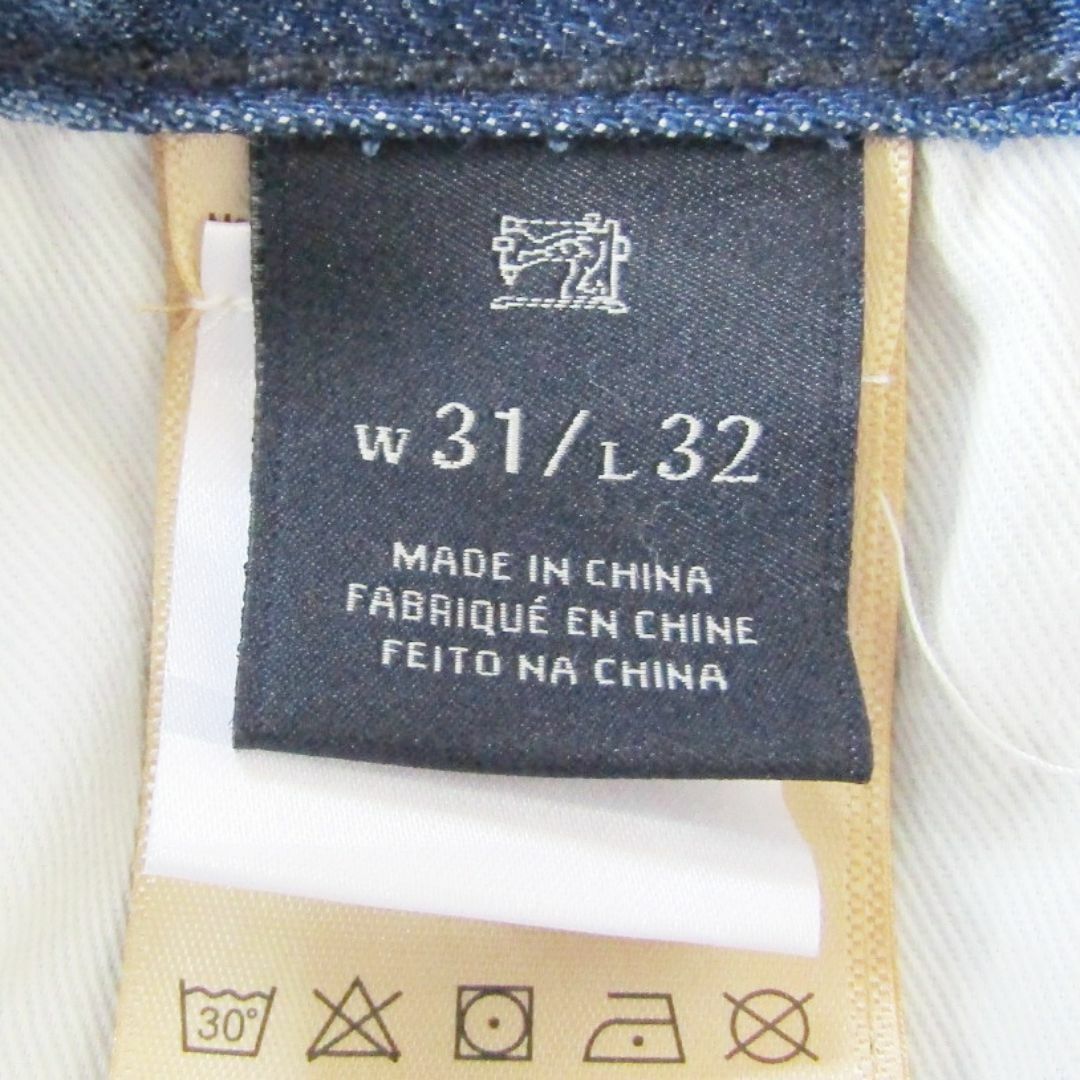 W 31/L 32
MADE IN CHINA
FABRIQUÉ EN CHINE
FEITO NA CHINA
30°